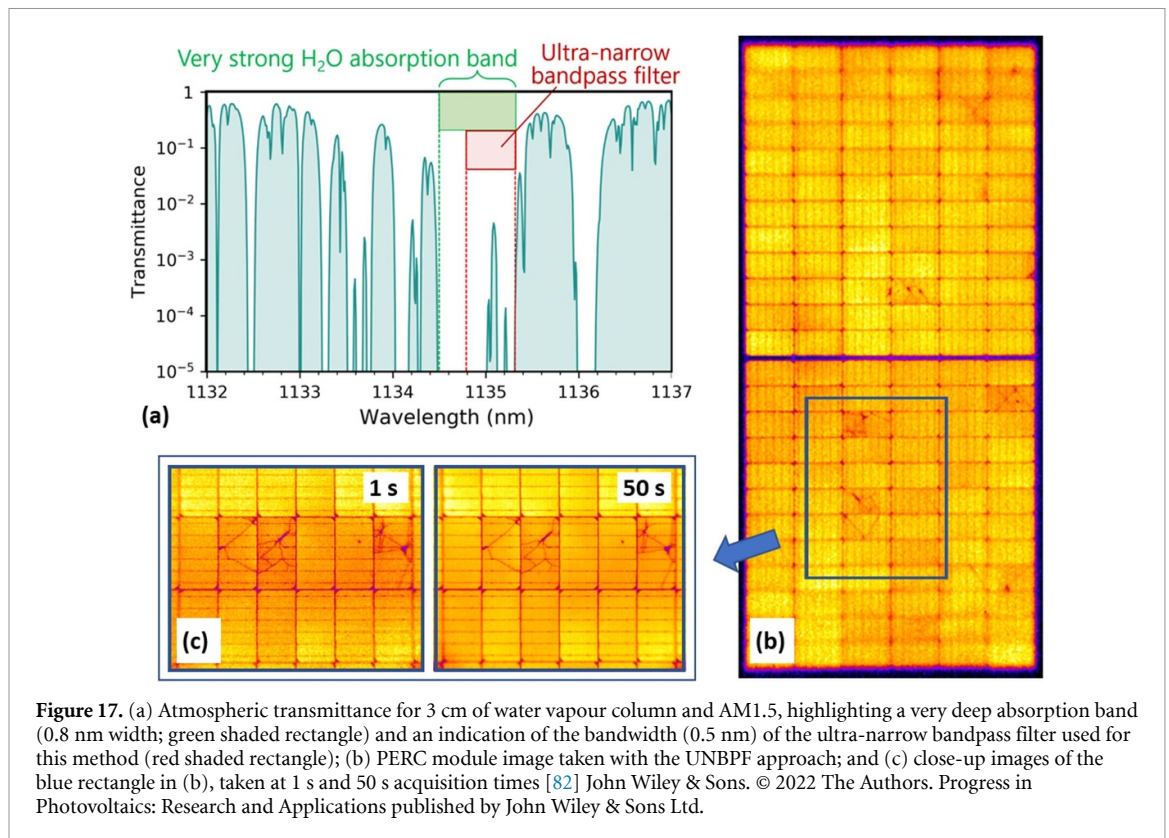 Very strong H₂O absorption band
Ultra-narrow
bandpass filter
1
10⁻¹
10⁻²
10⁻³
10⁻⁴
10⁻⁵
Transmittance
1132 1133 1134 1135 1136 1137
Wavelength (nm)
(a)
1 s
50 s
(c)
(b)
Figure 17. (a) Atmospheric transmittance for 3 cm of water vapour column and AM1.5, highlighting a very deep absorption band
(0.8 nm width; green shaded rectangle) and an indication of the bandwidth (0.5 nm) of the ultra-narrow bandpass filter used for
this method (red shaded rectangle); (b) PERC module image taken with the UNBPF approach; and (c) close-up images of the
blue rectangle in (b), taken at 1 s and 50 s acquisition times [82] John Wiley & Sons. © 2022 The Authors. Progress in
Photovoltaics: Research and Applications published by John Wiley & Sons Ltd.